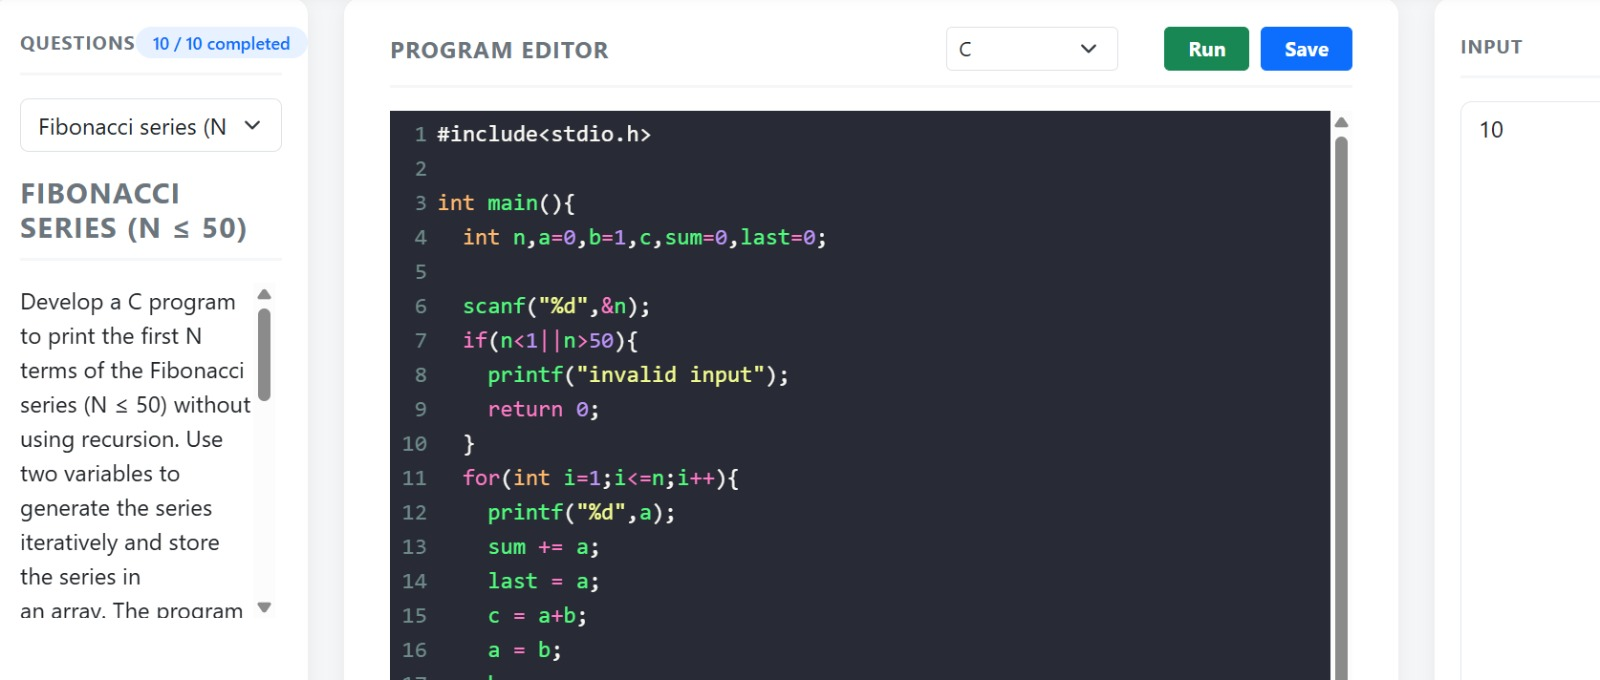 QUESTIONS 10 / 10 completed
Fibonacci series (N
FIBONACCI
SERIES (N ≤ 50)
Develop a C program
to print the first N
terms of the Fibonacci
series (N ≤ 50) without
using recursion. Use
two variables to
generate the series
iteratively and store
the series in
an array. The program
PROGRAM EDITOR
C
Run
Save
1 #include<stdio.h>
2
3 int main(){
4   int n,a=0,b=1,c,sum=0,last=0;
5
6   scanf("%d",&n);
7   if(n<1||n>50){
8     printf("invalid input");
9     return 0;
10   }
11   for(int i=1;i<=n;i++){
12     printf("%d",a);
13     sum += a;
14     last = a;
15     c = a+b;
16     a = b;
INPUT
10